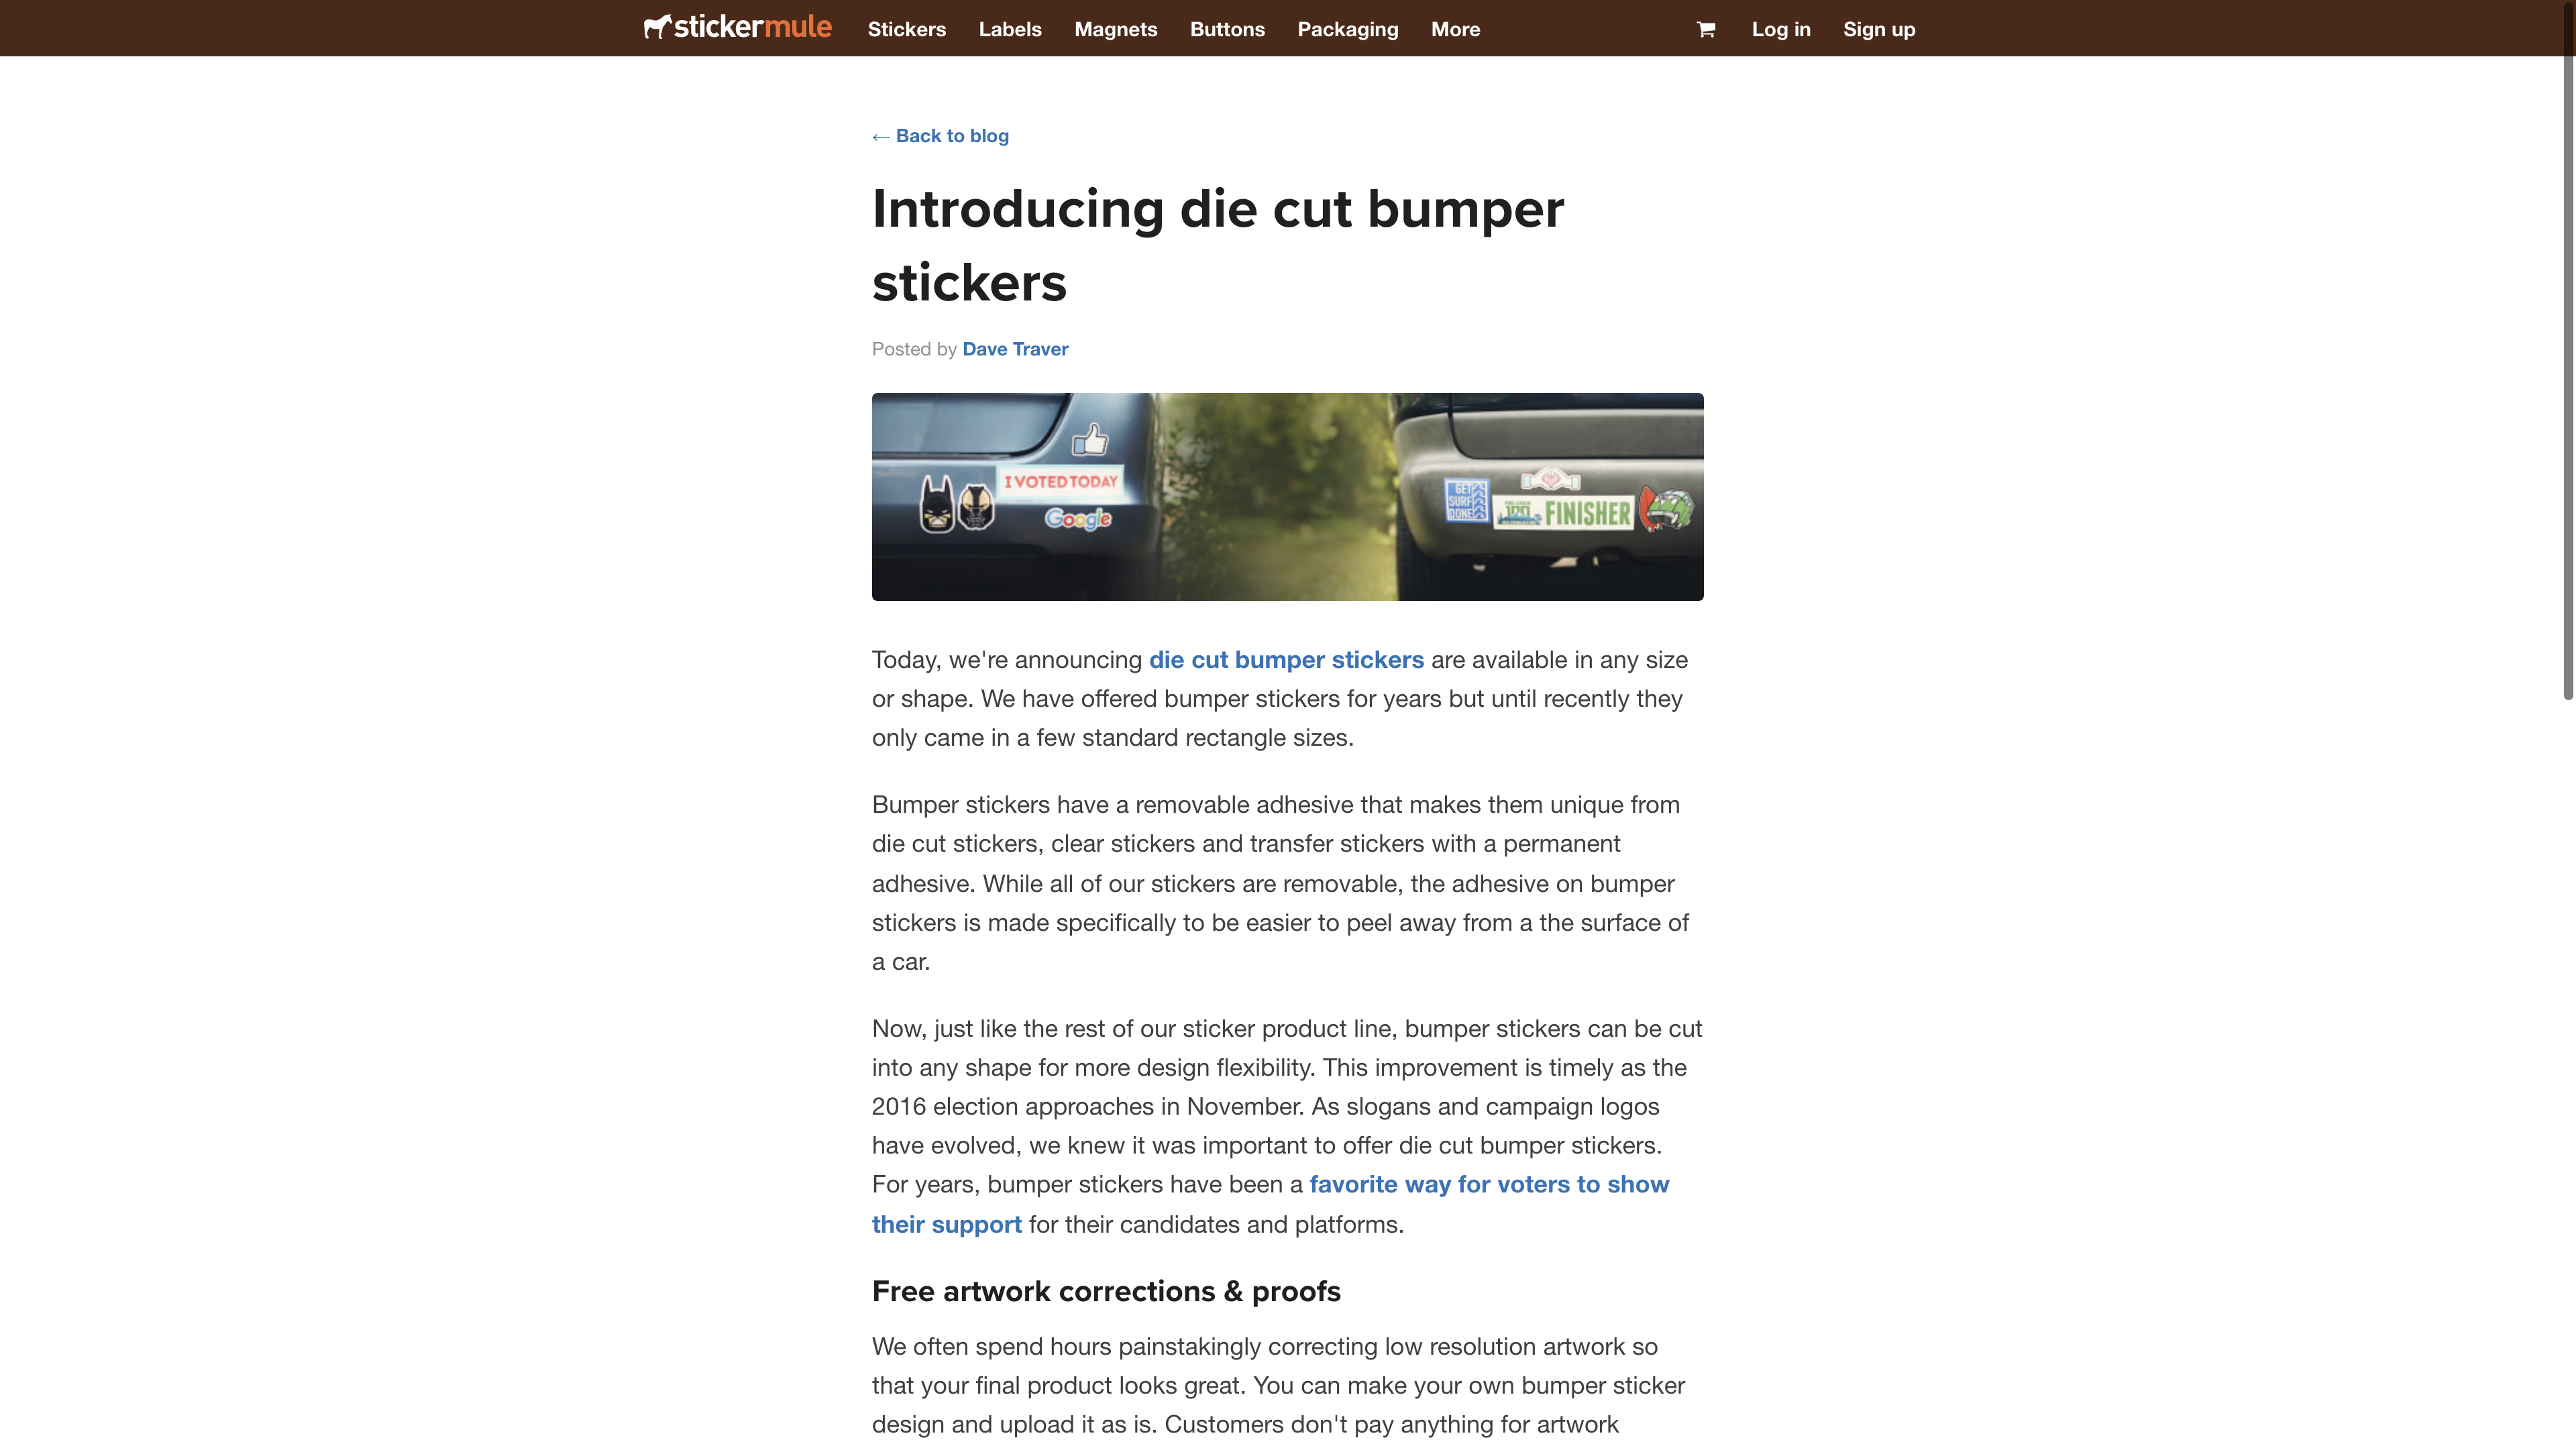 stickermule Stickers Labels Magnets Buttons Packaging More Log in Sign up
← Back to blog
Introducing die cut bumper
stickers
Posted by Dave Traver
I VOTED TODAY
Google
GET
SURF
DONE
100
FINISHER
Today, we're announcing die cut bumper stickers are available in any size
or shape. We have offered bumper stickers for years but until recently they
only came in a few standard rectangle sizes.
Bumper stickers have a removable adhesive that makes them unique from
die cut stickers, clear stickers and transfer stickers with a permanent
adhesive. While all of our stickers are removable, the adhesive on bumper
stickers is made specifically to be easier to peel away from a the surface of
a car.
Now, just like the rest of our sticker product line, bumper stickers can be cut
into any shape for more design flexibility. This improvement is timely as the
2016 election approaches in November. As slogans and campaign logos
have evolved, we knew it was important to offer die cut bumper stickers.
For years, bumper stickers have been a favorite way for voters to show
their support for their candidates and platforms.
Free artwork corrections & proofs
We often spend hours painstakingly correcting low resolution artwork so
that your final product looks great. You can make your own bumper sticker
design and upload it as is. Customers don't pay anything for artwork